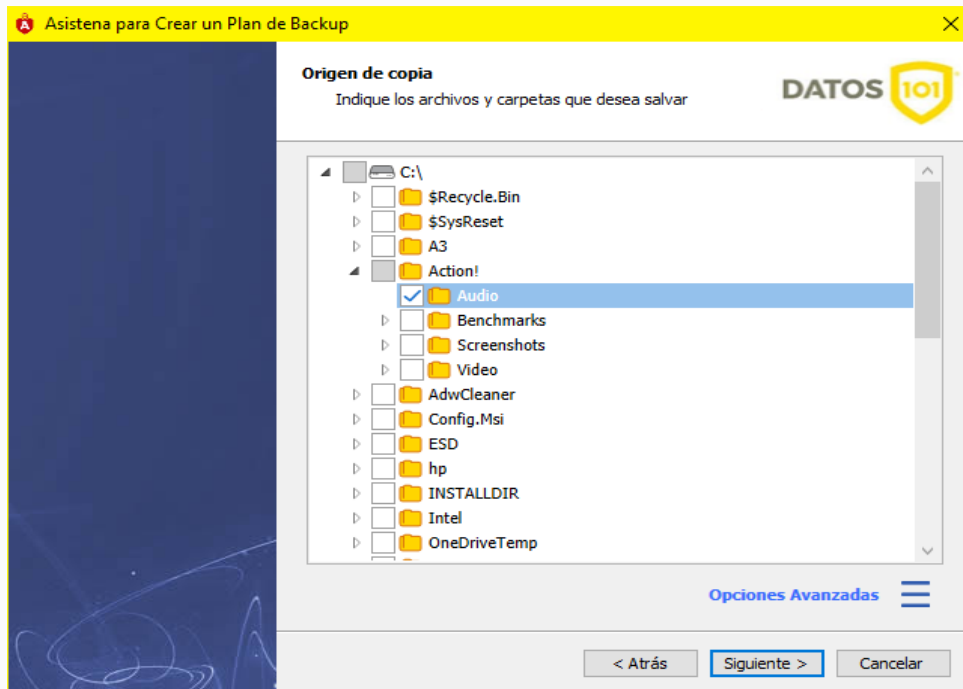 Asistena para Crear un Plan de Backup
Origen de copia
Indique los archivos y carpetas que desea salvar
DATOS 101
C:\
$Recycle.Bin
$SysReset
A3
Action!
Audio
Benchmarks
Screenshots
Video
AdwCleaner
Config.Msi
ESD
hp
INSTALLDIR
Intel
OneDriveTemp
Opciones Avanzadas
< Atrás Siguiente > Cancelar